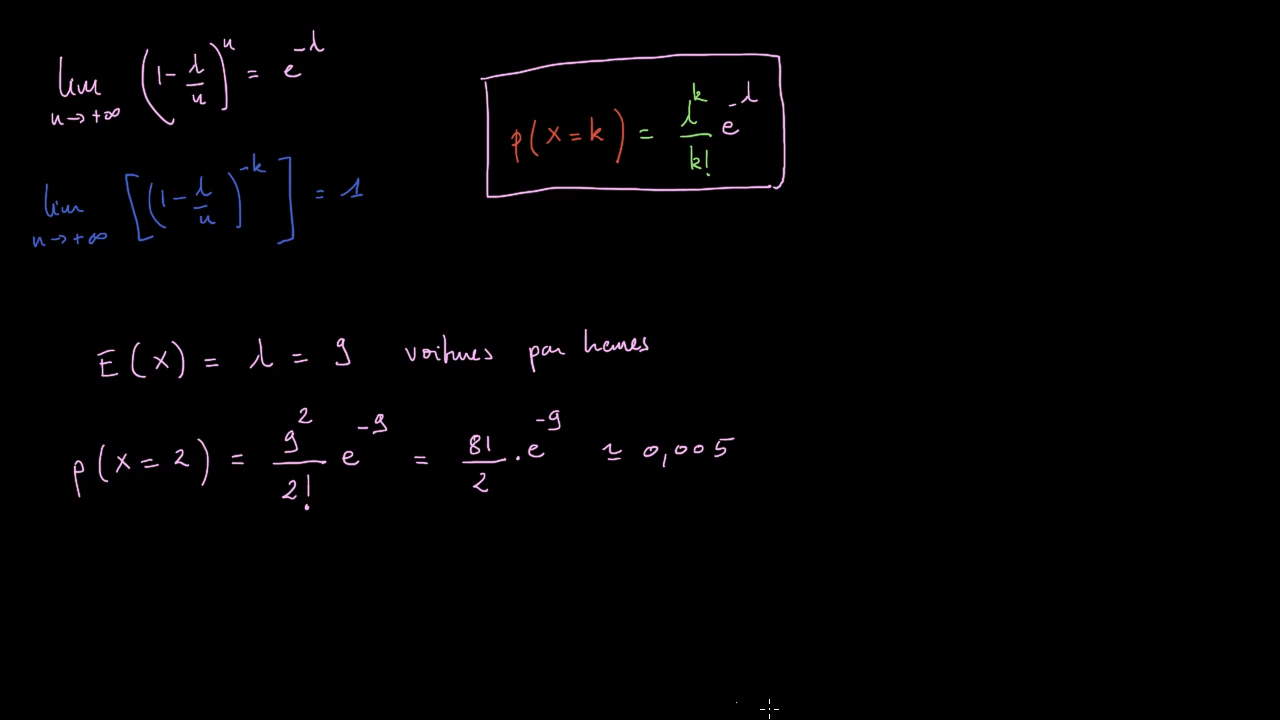 lim n→+∞ (1 - λ/n)^n = e^-λ
p(X=k) = λ^k/k! e^-λ
lim n→+∞ [(1 - λ/n)^-k] = 1
E(X) = λ = 9 voitures par heures
p(X=2) = 9^2/2! e^-9 = 81/2 . e^-9 ≃ 0,005